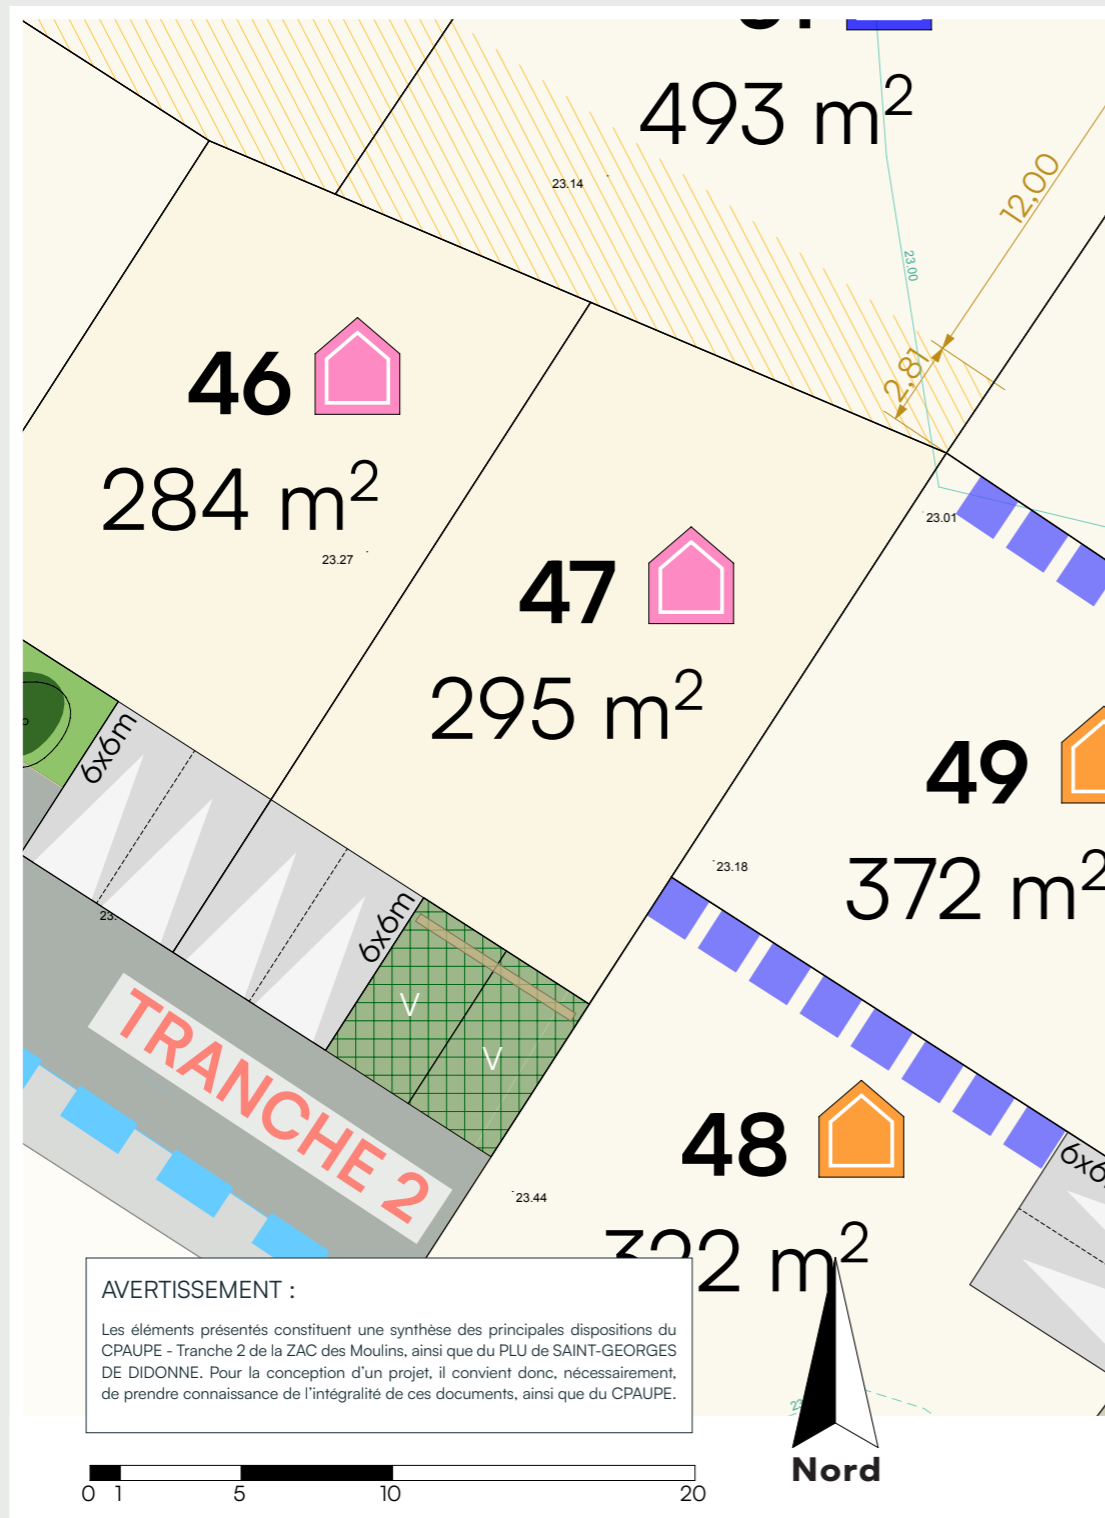 493 m²
23.14
12,00
23.00
2,81
46
284 m²
23.27
23.01
47
295 m²
6x6m
49
372 m²
23.18
6x6m
V
V
TRANCHE 2
48
322 m²
23.44
AVERTISSEMENT :
Les éléments présentés constituent une synthèse des principales dispositions du
CPAUPE - Tranche 2 de la ZAC des Moulins, ainsi que du PLU de SAINT-GEORGES
DE DIDONNE. Pour la conception d'un projet, il convient donc, nécessairement,
de prendre connaissance de l'intégralité de ces documents, ainsi que du CPAUPE.
Nord
0 1 5 10 20